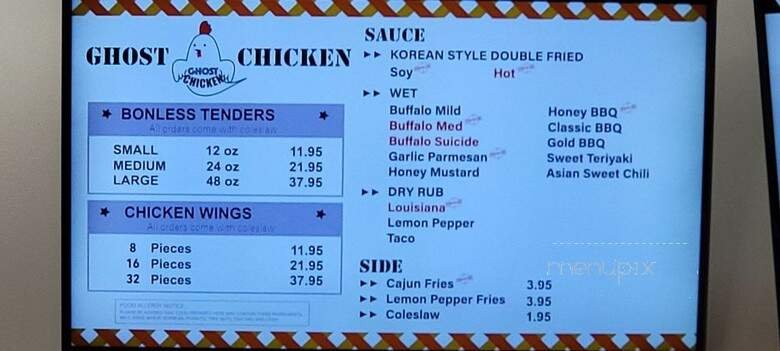 GHOST CHICKEN
GHOST
CHICKEN
BONLESS TENDERS
All orders come with coleslaw
SMALL 12 oz 11.95
MEDIUM 24 oz 21.95
LARGE 48 oz 37.95
CHICKEN WINGS
All orders come with coleslaw
8 Pieces 11.95
16 Pieces 21.95
32 Pieces 37.95
FOOD ALLERGY NOTICE
SAUCE
KOREAN STYLE DOUBLE FRIED
Soy Hot
WET
Buffalo Mild Honey BBQ
Buffalo Med Classic BBQ
Buffalo Suicide Gold BBQ
Garlic Parmesan Sweet Teriyaki
Honey Mustard Asian Sweet Chili
DRY RUB
Louisiana
Lemon Pepper
Taco
SIDE
Cajun Fries 3.95
Lemon Pepper Fries 3.95
Coleslaw 1.95
menupix